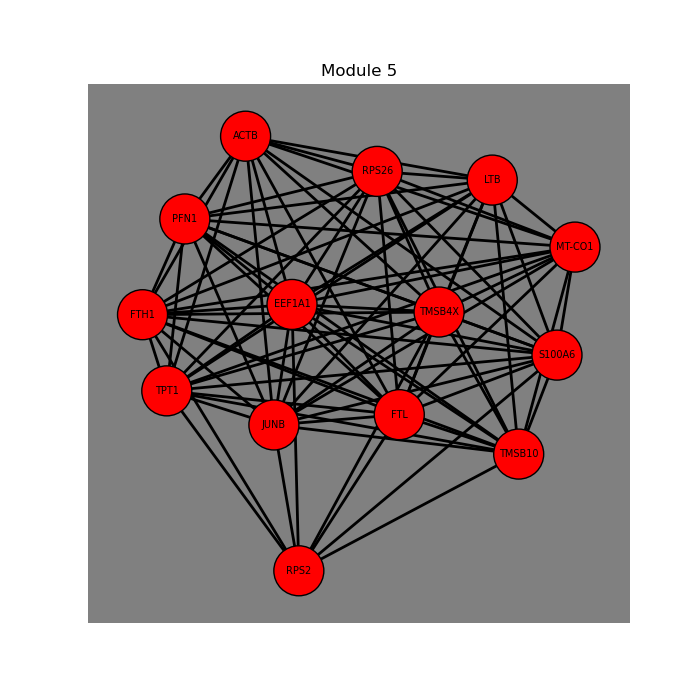 Module 5
ACTB
RPS26
LTB
PFN1
MT-CO1
EEF1A1
TMSB4X
FTH1
S100A6
TPT1
FTL
JUNB
TMSB10
RPS2